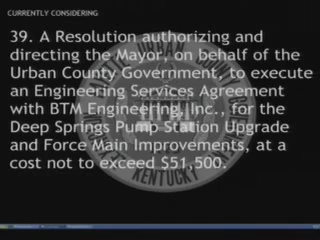 CURRENTLY CONSIDERING
39. A Resolution authorizing and
directing the Mayor, on behalf of the
Urban County Government, to execute
an Engineering Services Agreement
with BTM Engineering, Inc., for the
Deep Springs Pump Station Upgrade
and Force Main Improvements, at a
cost not to exceed $51,500.
URBAN
KENTUCKY